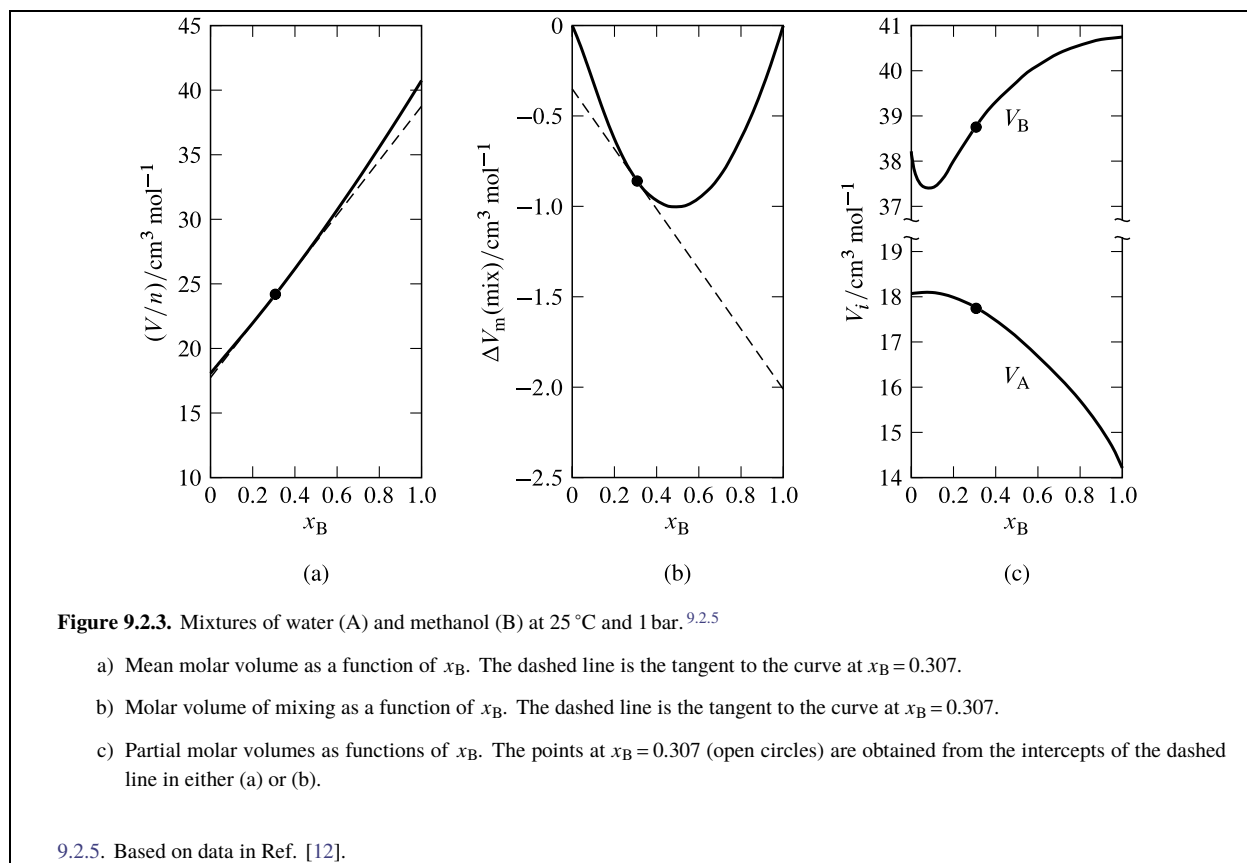 45
40
35
30
25
20
15
10
(V/n)/cm³ mol⁻¹
0 0.2 0.4 0.6 0.8 1.0
x_B
(a)
0
−0.5
−1.0
−1.5
−2.0
−2.5
ΔV_m(mix)/cm³ mol⁻¹
0 0.2 0.4 0.6 0.8 1.0
x_B
(b)
41
40
39
38
37
19
18
17
16
15
14
V_i/cm³ mol⁻¹
V_B
V_A
0 0.2 0.4 0.6 0.8 1.0
x_B
(c)
Figure 9.2.3. Mixtures of water (A) and methanol (B) at 25 °C and 1 bar.⁹·²·⁵
a) Mean molar volume as a function of x_B. The dashed line is the tangent to the curve at x_B = 0.307.
b) Molar volume of mixing as a function of x_B. The dashed line is the tangent to the curve at x_B = 0.307.
c) Partial molar volumes as functions of x_B. The points at x_B = 0.307 (open circles) are obtained from the intercepts of the dashed
line in either (a) or (b).
9.2.5. Based on data in Ref. [12].